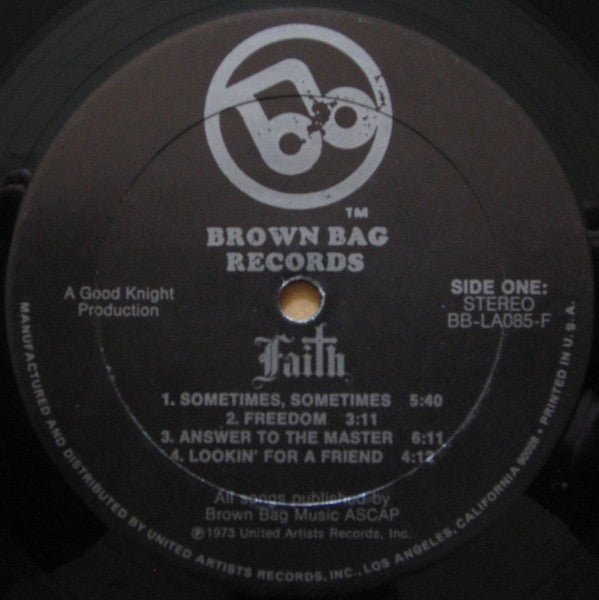 TM
BROWN BAG
RECORDS
A Good Knight
Production
SIDE ONE:
STEREO
BB-LA085-F
Faith
1. SOMETIMES, SOMETIMES 5:40
2. FREEDOM 3:11
3. ANSWER TO THE MASTER 6:11
4. LOOKIN' FOR A FRIEND 4:12
All songs published by
Brown Bag Music ASCAP
℗1973 United Artists Records, Inc.
MANUFACTURED AND DISTRIBUTED BY UNITED ARTISTS RECORDS, INC., LOS ANGELES, CALIFORNIA 90028 • PRINTED IN U.S.A.